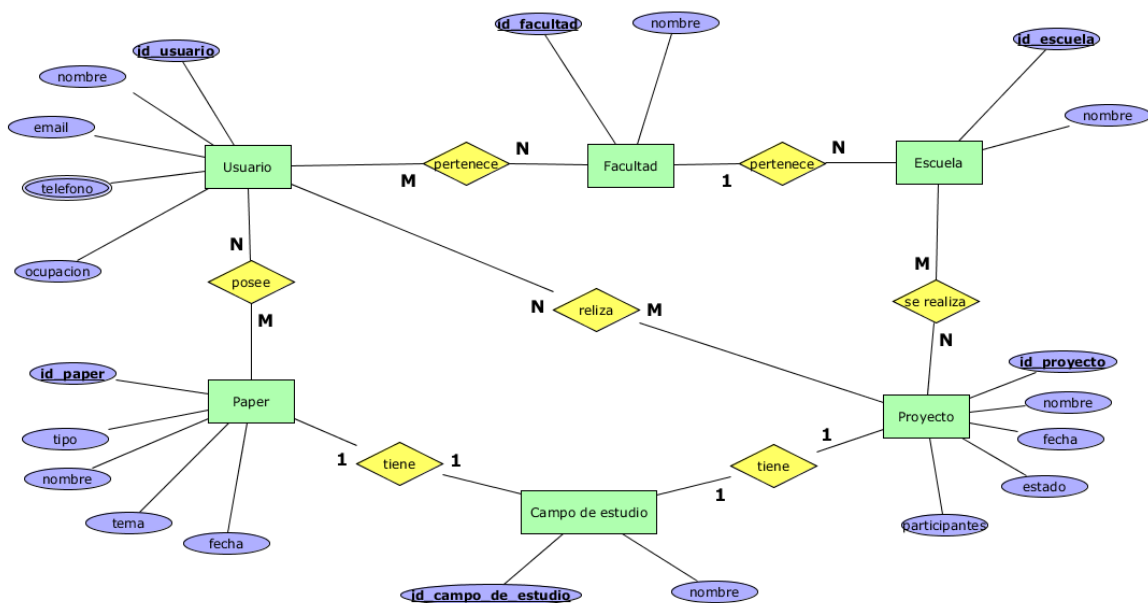 id_facultad
nombre
id_escuela
id_usuario
nombre
nombre
email
N
N
Usuario
pertenece
Facultad
pertenece
Escuela
M
1
telefono
N
M
ocupacion
posee
se realiza
N
reliza
M
M
N
id_paper
id_proyecto
Paper
nombre
Proyecto
tipo
1
fecha
nombre
1
tiene
1
tiene
estado
1
tema
Campo de estudio
participantes
fecha
id_campo_de_estudio
nombre